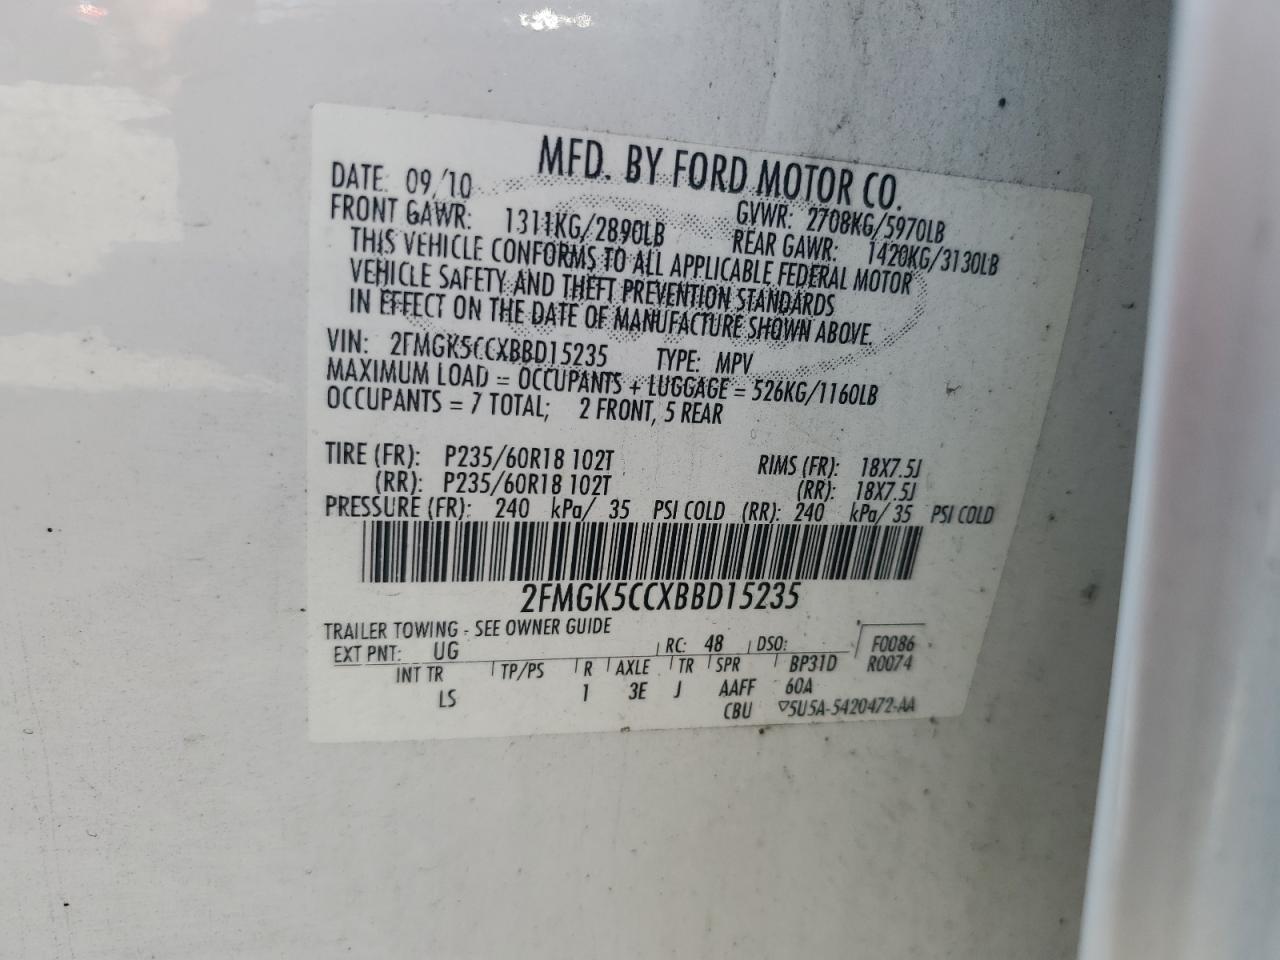 MFD. BY FORD MOTOR CO.
DATE: 09/10 GVWR: 2708KG/5970LB
FRONT GAWR: 1311KG/2890LB REAR GAWR: 1420KG/3130LB
THIS VEHICLE CONFORMS TO ALL APPLICABLE FEDERAL MOTOR
VEHICLE SAFETY AND THEFT PREVENTION STANDARDS
IN EFFECT ON THE DATE OF MANUFACTURE SHOWN ABOVE.
VIN: 2FMGK5CCXBBD15235 TYPE: MPV
MAXIMUM LOAD = OCCUPANTS + LUGGAGE = 526KG/1160LB
OCCUPANTS = 7 TOTAL; 2 FRONT, 5 REAR
TIRE (FR): P235/60R18 102T RIMS (FR): 18X7.5J
(RR): P235/60R18 102T (RR): 18X7.5J
PRESSURE (FR): 240 kPa/ 35 PSI COLD (RR): 240 kPa/ 35 PSI COLD
2FMGK5CCXBBD15235
TRAILER TOWING - SEE OWNER GUIDE
EXT PNT: UG RC: 48 DSO: F0086
INT TR TP/PS R AXLE TR SPR BP31D R0074
LS 1 3E J AAFF 60A
CBU ▽5U5A-5420472-AA